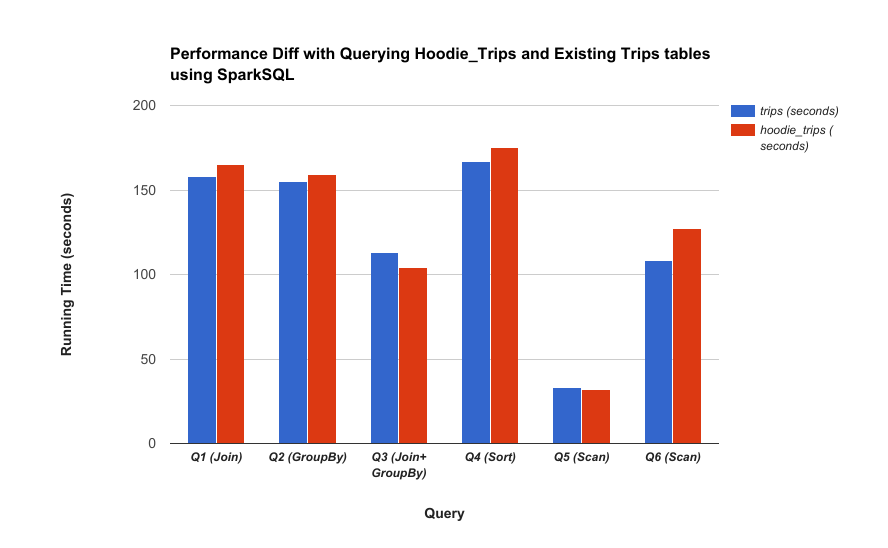 Performance Diff with Querying Hoodie_Trips and Existing Trips tables
using SparkSQL
200
150
100
50
0
Running Time (seconds)
trips (seconds)
hoodie_trips (
seconds)
Q1 (Join)
Q2 (GroupBy)
Q3 (Join+
GroupBy)
Q4 (Sort)
Q5 (Scan)
Q6 (Scan)
Query